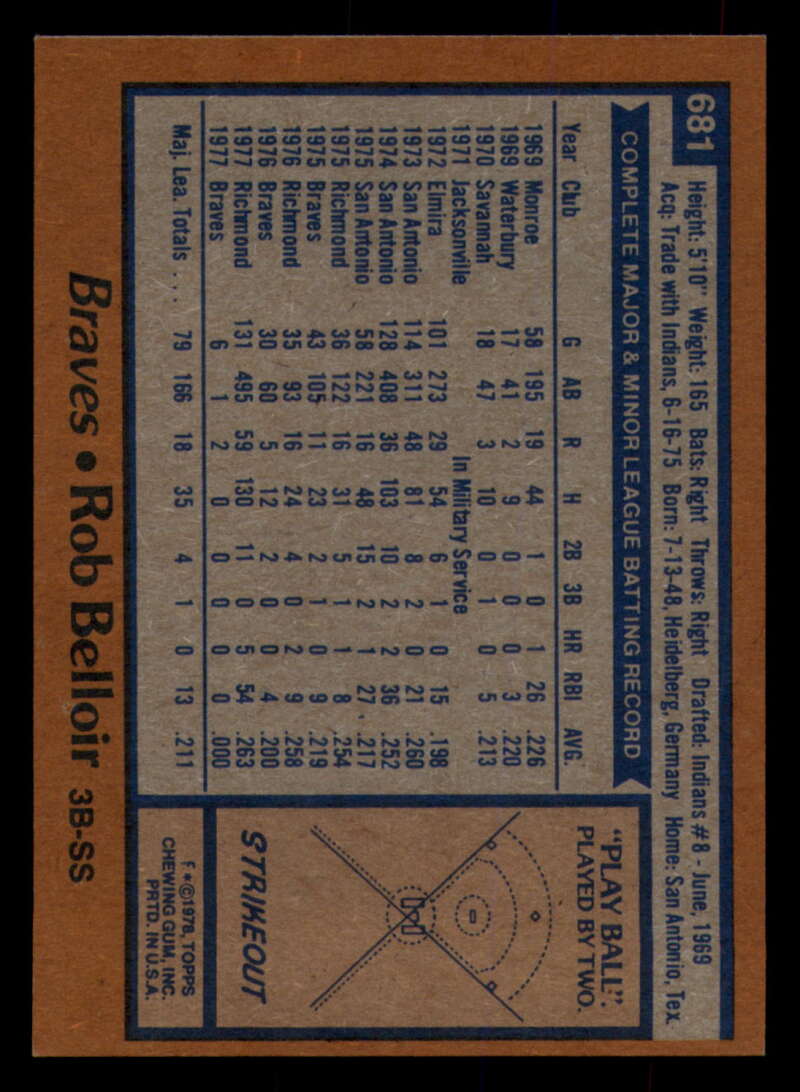 681
Height: 5'10" Weight: 165 Bats: Right Throws: Right Drafted: Indians #8 - June, 1969
Acq: Trade with Indians, 6-16-75 Born: 7-13-48, Heidelberg, Germany Home: San Antonio, Tex.
COMPLETE MAJOR & MINOR LEAGUE BATTING RECORD
Year Club G AB R H 2B 3B HR RBI AVG.
1969 Monroe 58 195 19 44 1 0 1 26 .226
1969 Waterbury 17 41 2 9 0 0 0 3 .220
1970 Savannah 18 47 3 10 0 1 0 5 .213
1971 Jacksonville In Military Service
1972 Elmira 101 273 29 54 6 1 0 15 .198
1973 San Antonio 114 311 48 81 8 2 0 21 .260
1974 San Antonio 128 408 36 103 10 2 2 36 .252
1975 San Antonio 58 221 16 48 15 2 1 27 .217
1975 Richmond 36 122 16 31 5 1 1 8 .254
1975 Braves 43 105 11 23 2 1 0 9 .219
1976 Richmond 35 93 16 24 4 0 2 9 .258
1976 Braves 30 60 5 12 2 0 0 4 .200
1977 Richmond 131 495 59 130 11 0 5 54 .263
1977 Braves 6 1 2 0 0 0 0 0 .000
Maj. Lea. Totals . . . 79 166 18 35 4 1 0 13 .211
"PLAY BALL".
PLAYED BY TWO.
STRIKEOUT
F*©1978, TOPPS
CHEWING GUM, INC.
PRTD. IN U.S.A.
Braves • Rob Belloir 3B-SS